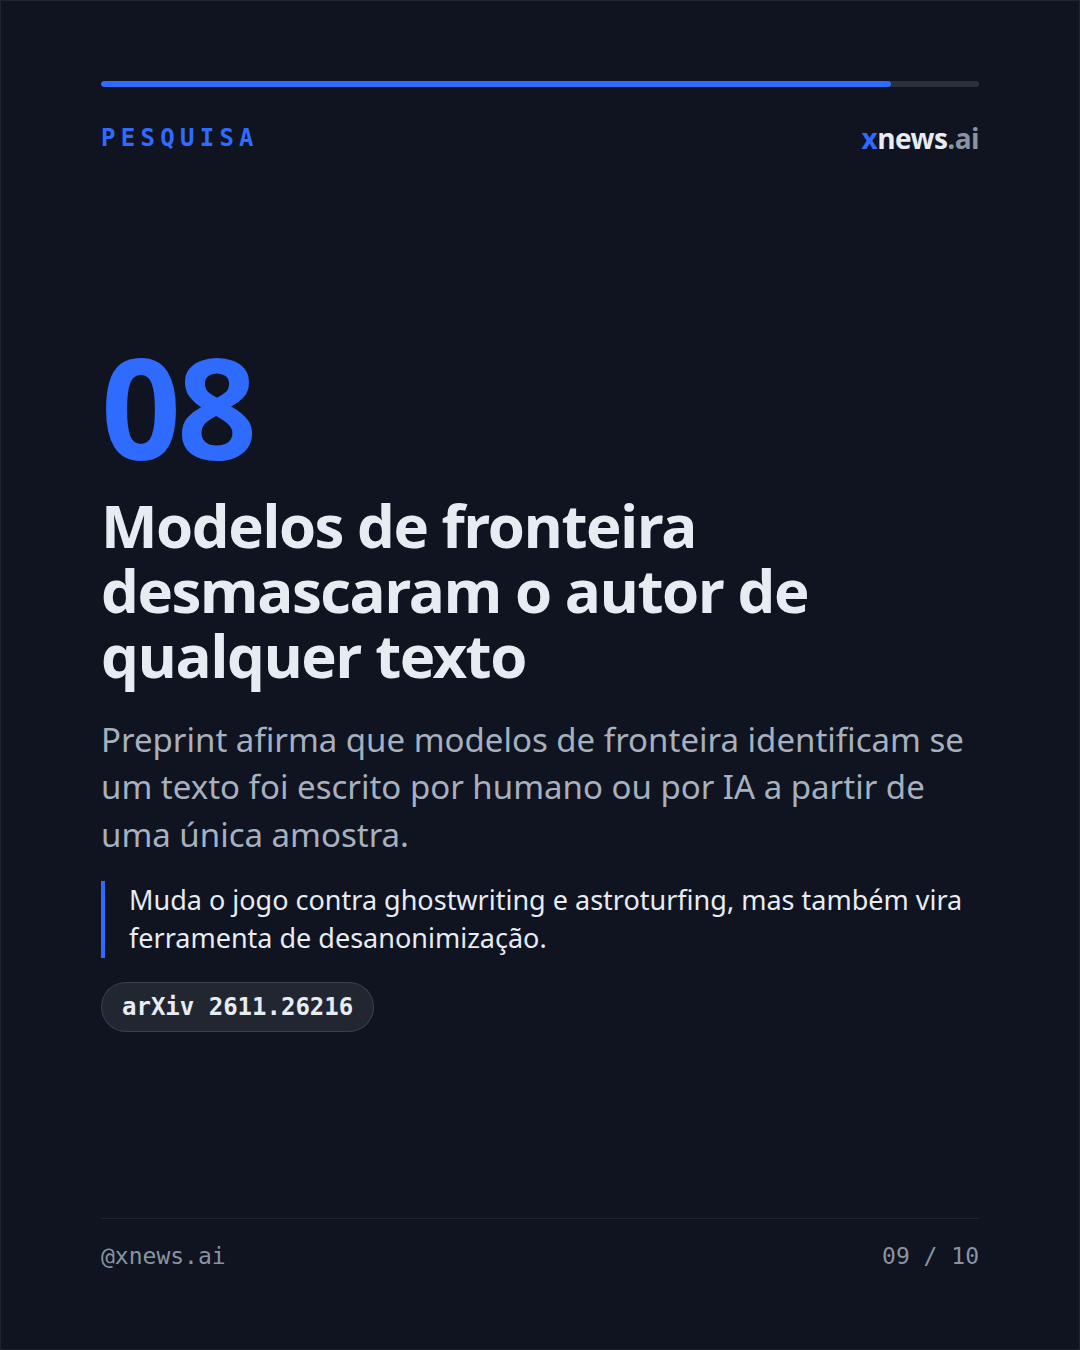 PESQUISA
xnews.ai
08
Modelos de fronteira
desmascaram o autor de
qualquer texto
Preprint afirma que modelos de fronteira identificam se
um texto foi escrito por humano ou por IA a partir de
uma única amostra.
Muda o jogo contra ghostwriting e astroturfing, mas também vira
ferramenta de desanonimização.
arXiv 2611.26216
@xnews.ai
09 / 10